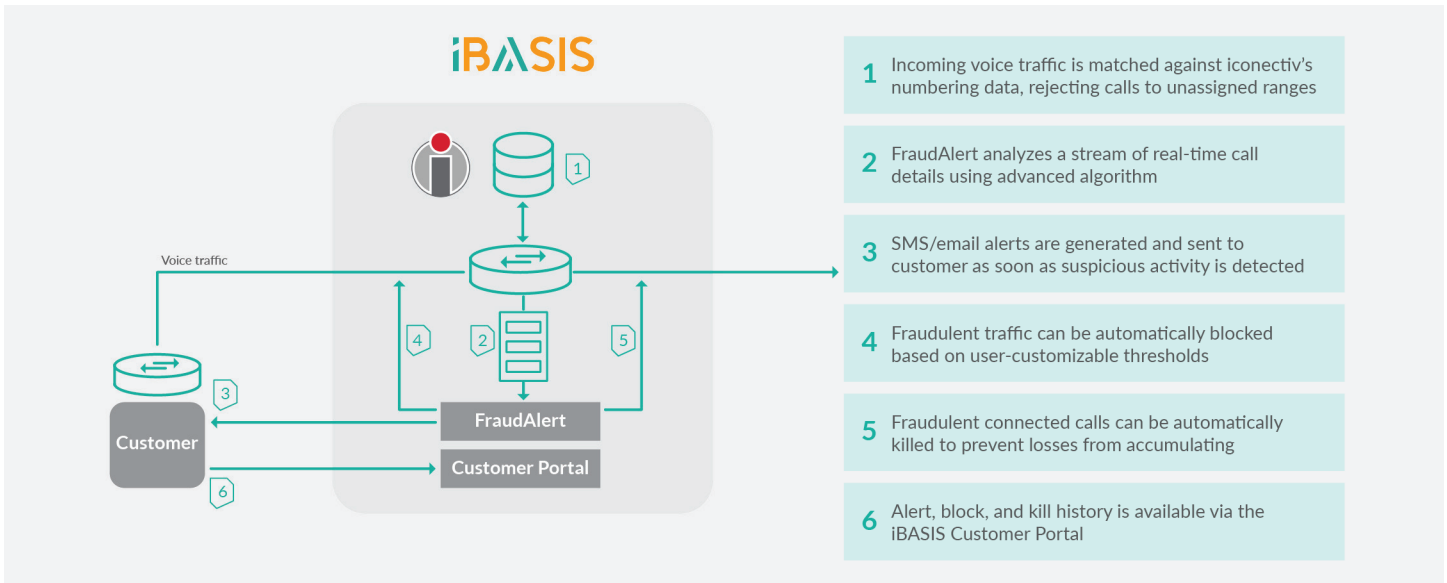 iBASIS
1
Voice traffic
4
2
5
3
FraudAlert
Customer
Customer Portal
6
1 Incoming voice traffic is matched against iconectiv’s
numbering data, rejecting calls to unassigned ranges
2 FraudAlert analyzes a stream of real-time call
details using advanced algorithm
3 SMS/email alerts are generated and sent to
customer as soon as suspicious activity is detected
4 Fraudulent traffic can be automatically blocked
based on user-customizable thresholds
5 Fraudulent connected calls can be automatically
killed to prevent losses from accumulating
6 Alert, block, and kill history is available via the
iBASIS Customer Portal